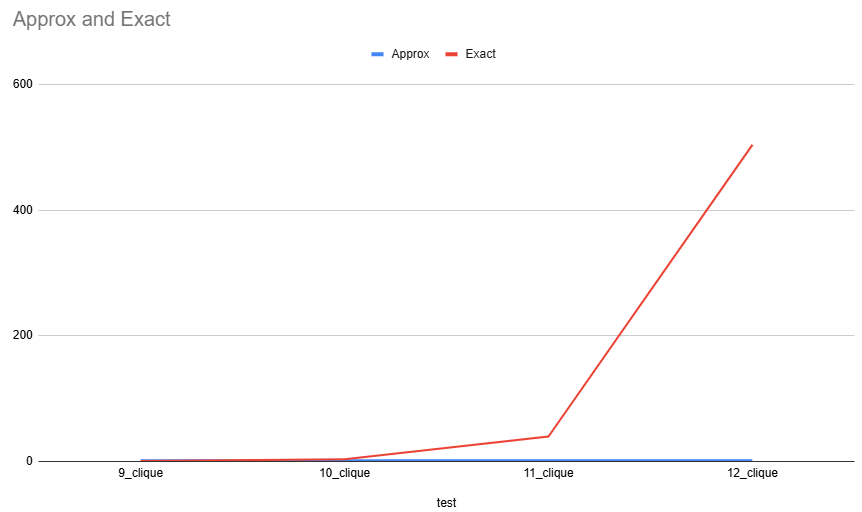 Approx and Exact
Approx Exact
600
400
200
0
9_clique 10_clique 11_clique 12_clique
test